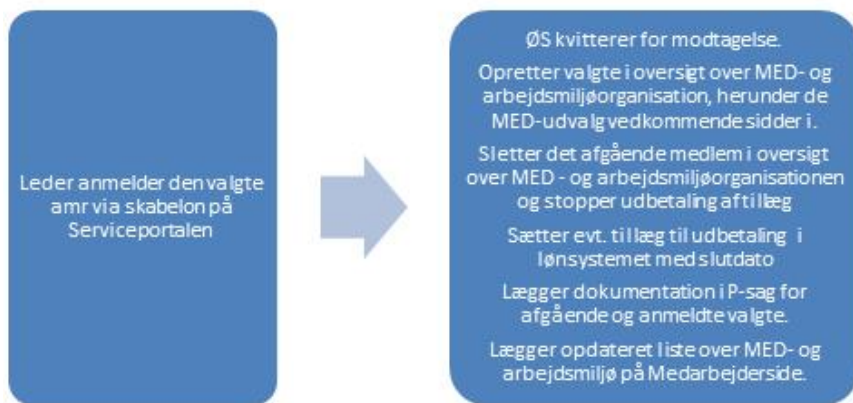 Leder anmelder den valgte
amr via skabelon på
Serviceportalen
ØS kvitterer for modtagelse.
Opretter valgte i oversigt over MED- og
arbejdsmiljøorganisation, herunder de
MED-udvalg vedkommende sidder i.
Sletter det afgående medlem i oversigt
over MED - og arbejdsmiljøorganisationen
og stopper udbetaling af tillæg
Sætter evt. tillæg til udbetaling i
lønsystemet med slutdato
Lægger dokumentation i P-sag for
afgående og anmeldte valgte.
Lægger opdateret liste over MED- og
arbejdsmiljø på Medarbejderside.